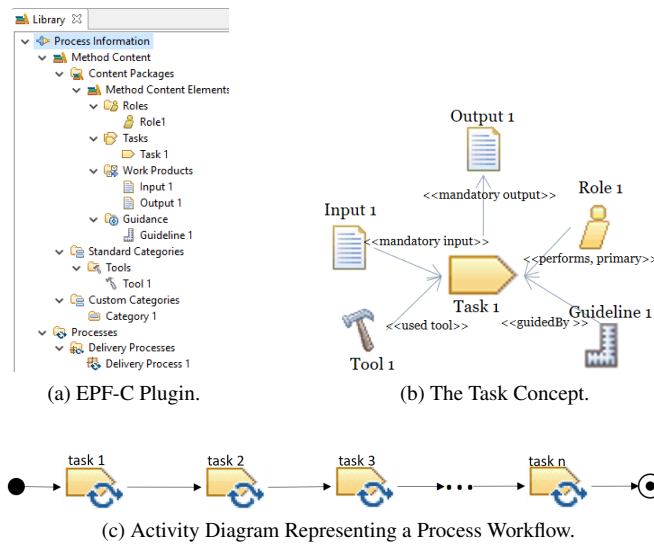 Library
Process Information
Method Content
Content Packages
Method Content Elements
Roles
Role1
Tasks
Task 1
Work Products
Input 1
Output 1
Guidance
Guideline 1
Standard Categories
Tools
Tool 1
Custom Categories
Category 1
Processes
Delivery Processes
Delivery Process 1
(a) EPF-C Plugin.
Output 1
<<mandatory output>>
Role 1
Input 1
<<mandatory input>>
<<performs, primary>>
Task 1
<<used tool>>
<<guidedBy >>
Guideline 1
Tool 1
(b) The Task Concept.
task 1
task 2
task 3
task n
(c) Activity Diagram Representing a Process Workflow.